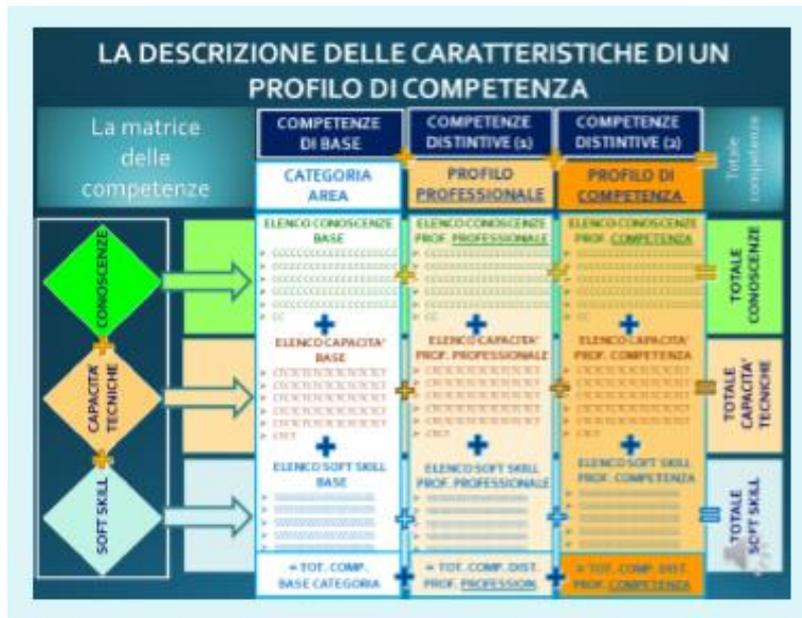 LA DESCRIZIONE DELLE CARATTERISTICHE DI UN
PROFILO DI COMPETENZA
La matrice
delle
competenze
COMPETENZE
DI BASE
COMPETENZE
DISTINTIVE (1)
COMPETENZE
DISTINTIVE (2)
Totale
competenze
CATEGORIA
AREA
PROFILO
PROFESSIONALE
PROFILO DI
COMPETENZA
CONOSCENZE
ELENCO CONOSCENZE
BASE
ELENCO CONOSCENZE
PROF. PROFESSIONALE
ELENCO CONOSCENZE
PROF. COMPETENZA
TOTALE
CONOSCENZE
CAPACITA'
TECNICHE
ELENCO CAPACITA'
BASE
ELENCO CAPACITA'
PROF. PROFESSIONALE
ELENCO CAPACITA'
PROF. COMPETENZA
TOTALE
CAPACITA'
TECNICHE
SOFT SKILL
ELENCO SOFT SKILL
BASE
ELENCO SOFT SKILL
PROF. PROFESSIONALE
ELENCO SOFT SKILL
PROF. COMPETENZA
TOTALE
SOFT SKILL
= TOT. COMP.
BASE CATEGORIA
= TOT. COMP. DIST.
PROF. PROFESSION
= TOT. COMP. DIST.
PROF. COMPETENZA